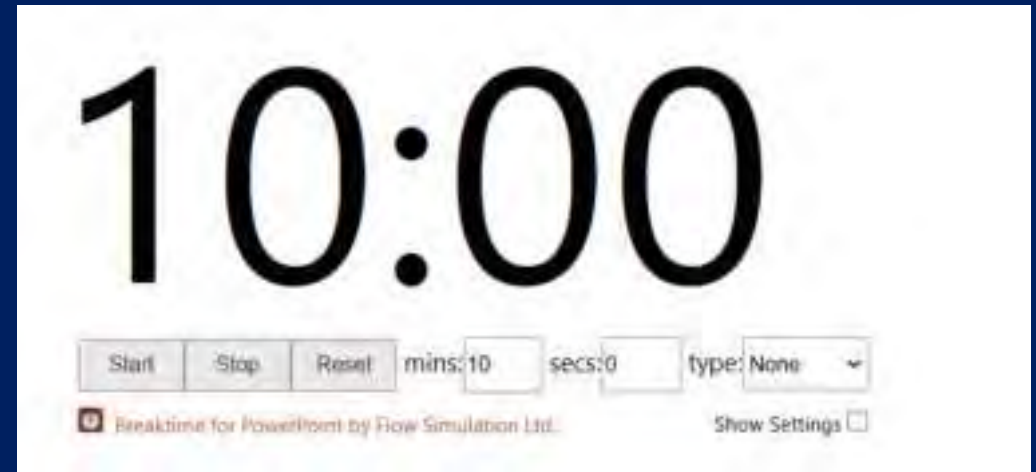 10:00
Start Stop Reset mins: 10 secs: 0 type: None
Breaktime for PowerPoint by Flow Simulation Ltd.
Show Settings